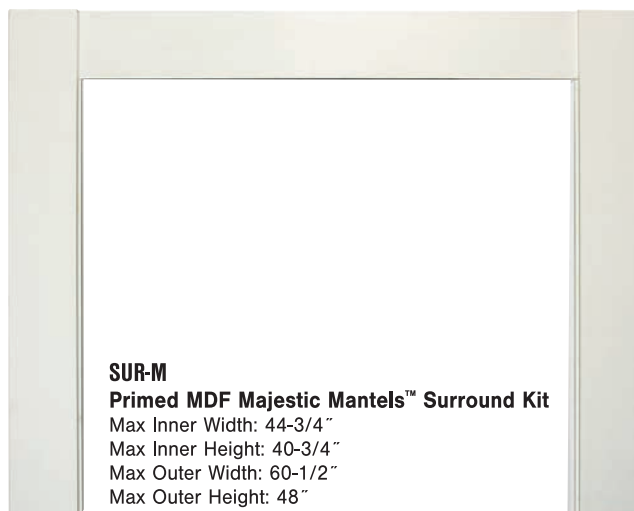 SUR-M
Primed MDF Majestic Mantels™ Surround Kit
Max Inner Width: 44-3/4˝
Max Inner Height: 40-3/4˝
Max Outer Width: 60-1/2˝
Max Outer Height: 48˝